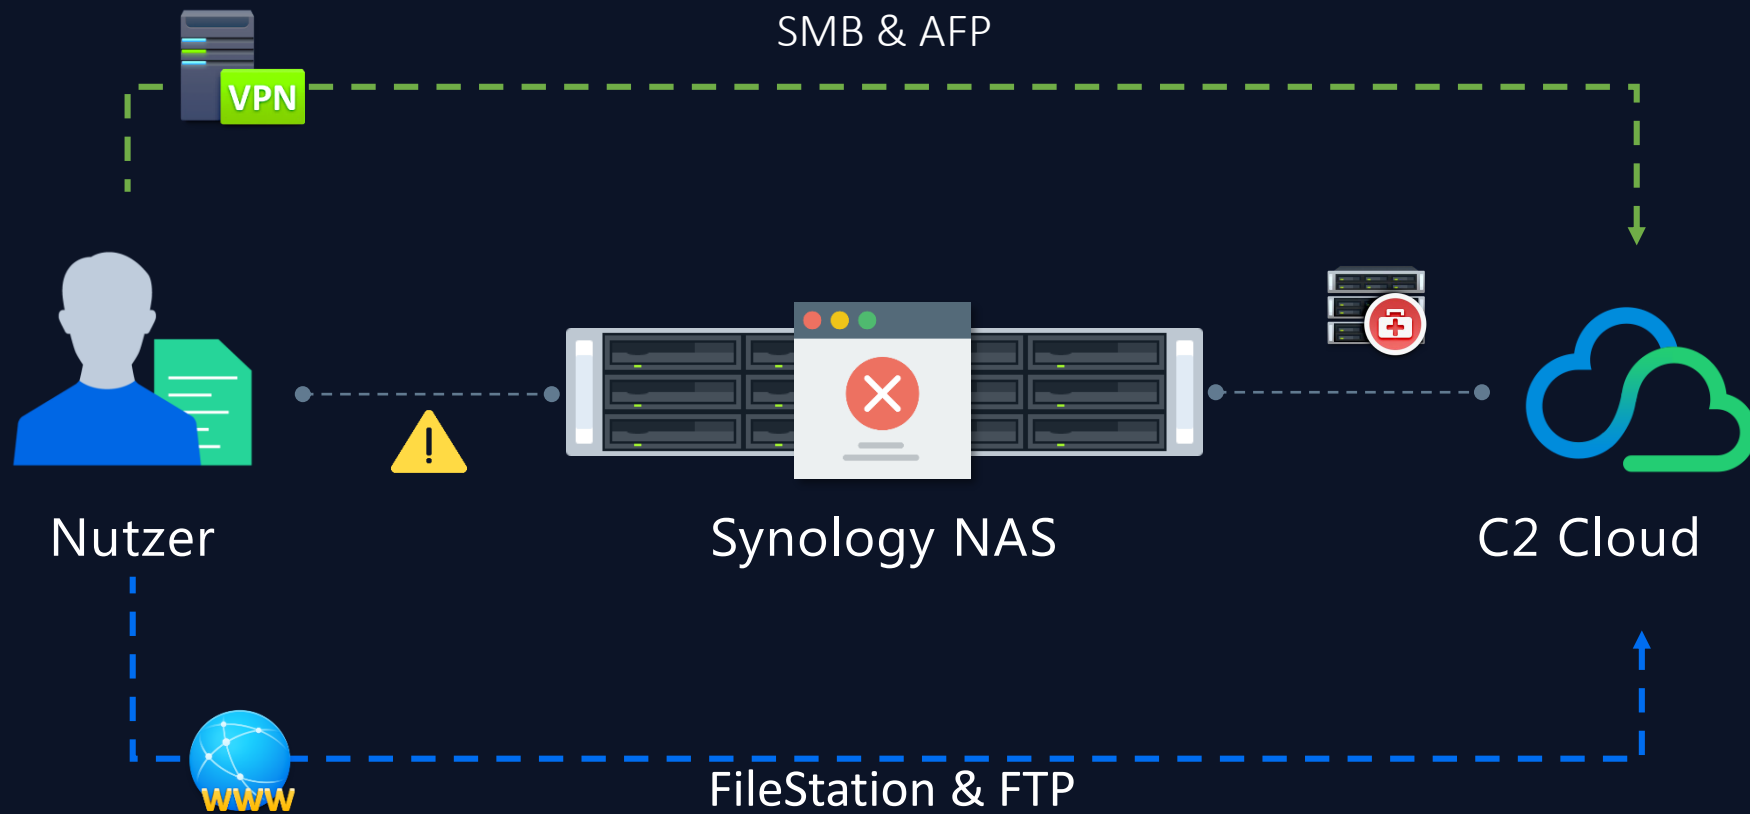 SMB & AFP
VPN
Nutzer
Synology NAS
C2 Cloud
www
FileStation & FTP